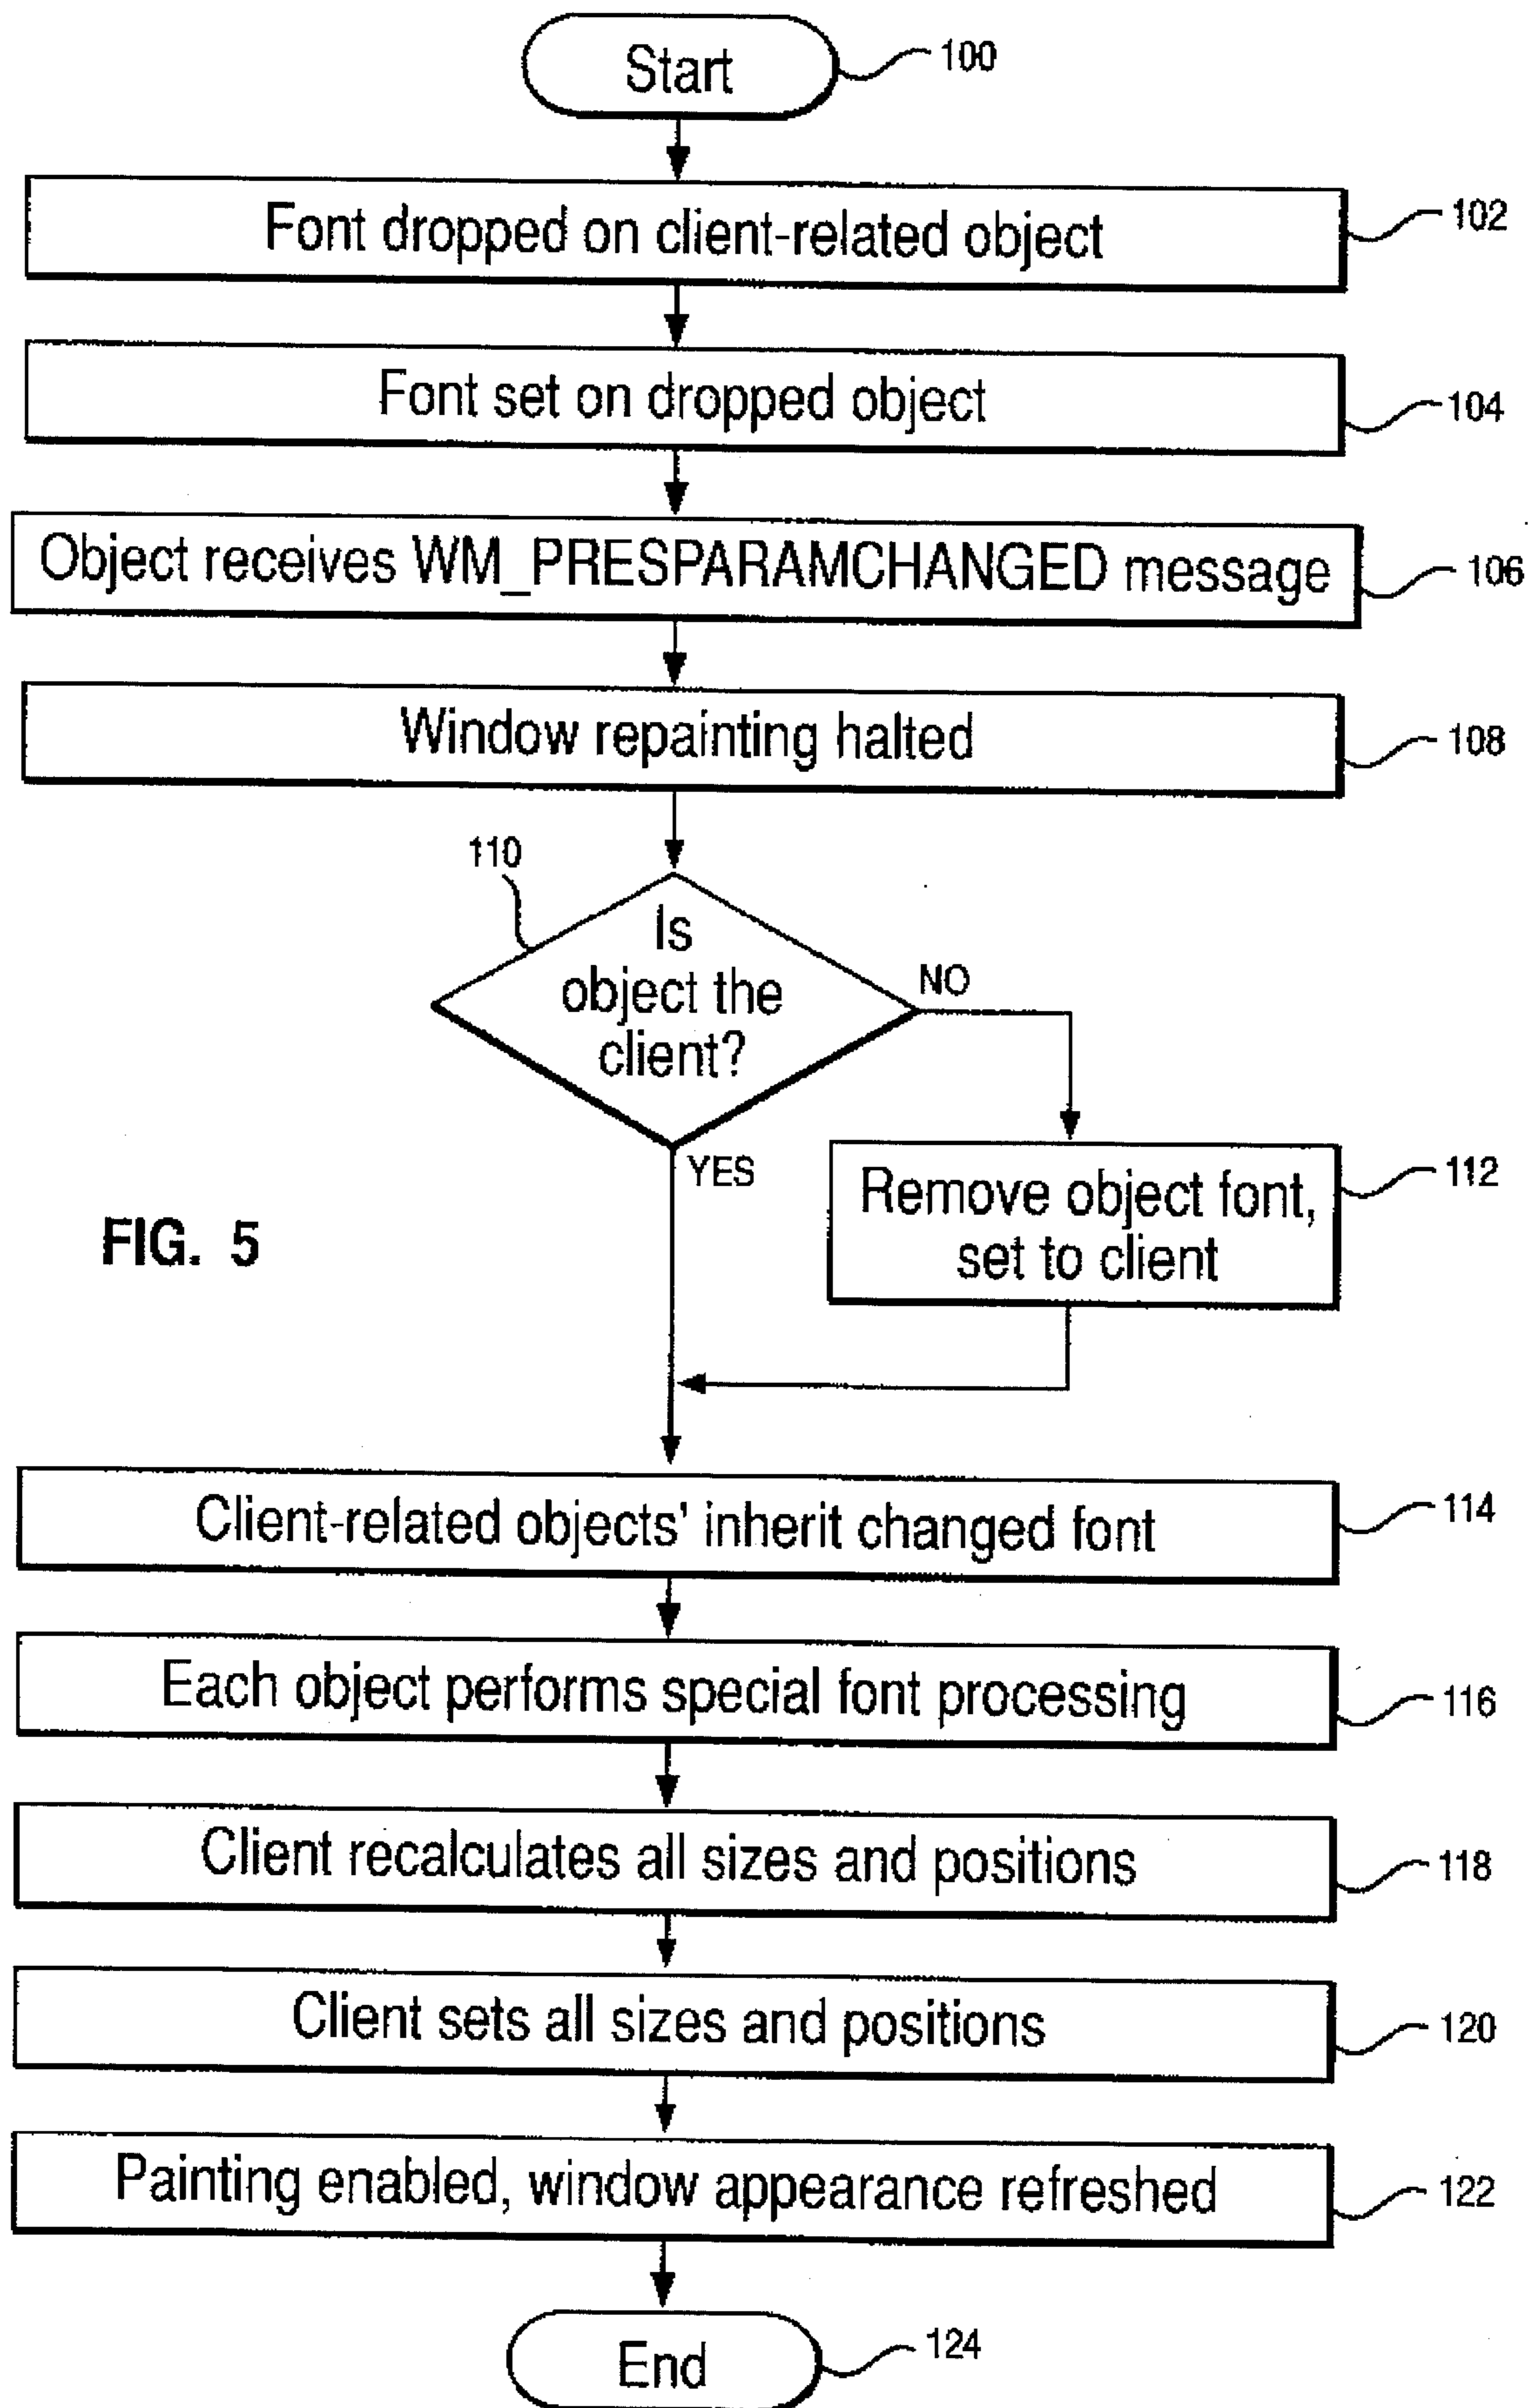 Start
100
Font dropped on client-related object
102
Font set on dropped object
104
Object receives WM_PRESPARAMCHANGED message
106
Window repainting halted
108
110
Is
object the
client?
NO
YES
Remove object font,
set to client
112
FIG. 5
Client-related objects' inherit changed font
114
Each object performs special font processing
116
Client recalculates all sizes and positions
118
Client sets all sizes and positions
120
Painting enabled, window appearance refreshed
122
End
124